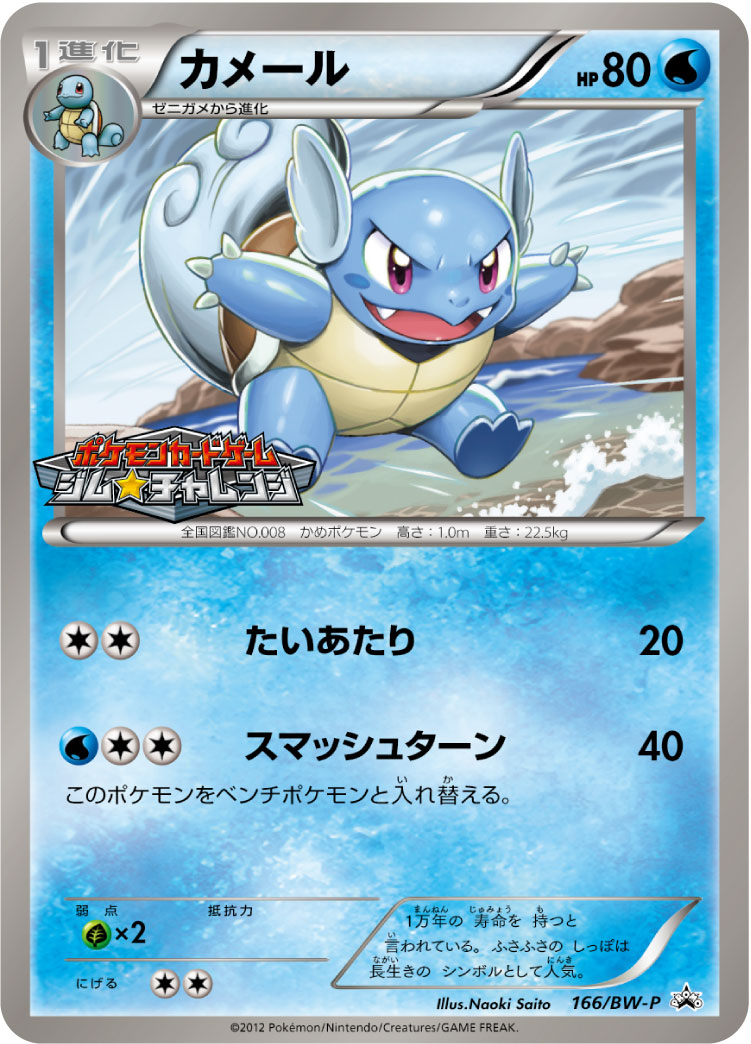 1進化
カメール
HP80
ゼニガメから進化
ポケモンカードゲーム
ジム★チャレンジ
全国図鑑NO.008 かめポケモン 高さ：1.0m 重さ：22.5kg
たいあたり 20
スマッシュターン 40
このポケモンをベンチポケモンと入れ替える。
弱点 抵抗力
×2
にげる
1万年の 寿命を 持つと
言われている。 ふさふさの しっぽは
長生きの シンボルとして人気。
Illus.Naoki Saito 166/BW-P
©2012 Pokémon/Nintendo/Creatures/GAME FREAK.